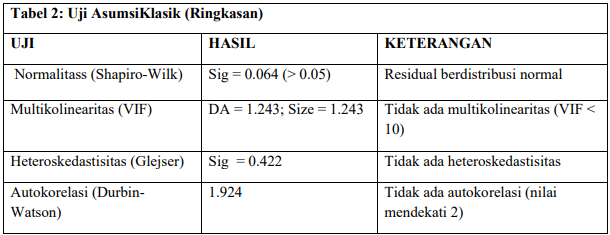 Tabel 2: Uji AsumsiKlasik (Ringkasan)
UJI HASIL KETERANGAN
Normalitass (Shapiro-Wilk) Sig = 0.064 (> 0.05) Residual berdistribusi normal
Multikolinearitas (VIF) DA = 1.243; Size = 1.243 Tidak ada multikolinearitas (VIF <
10)
Heteroskedastisitas (Glejser) Sig = 0.422 Tidak ada heteroskedastisitas
Autokorelasi (Durbin- 1.924 Tidak ada autokorelasi (nilai
Watson) mendekati 2)